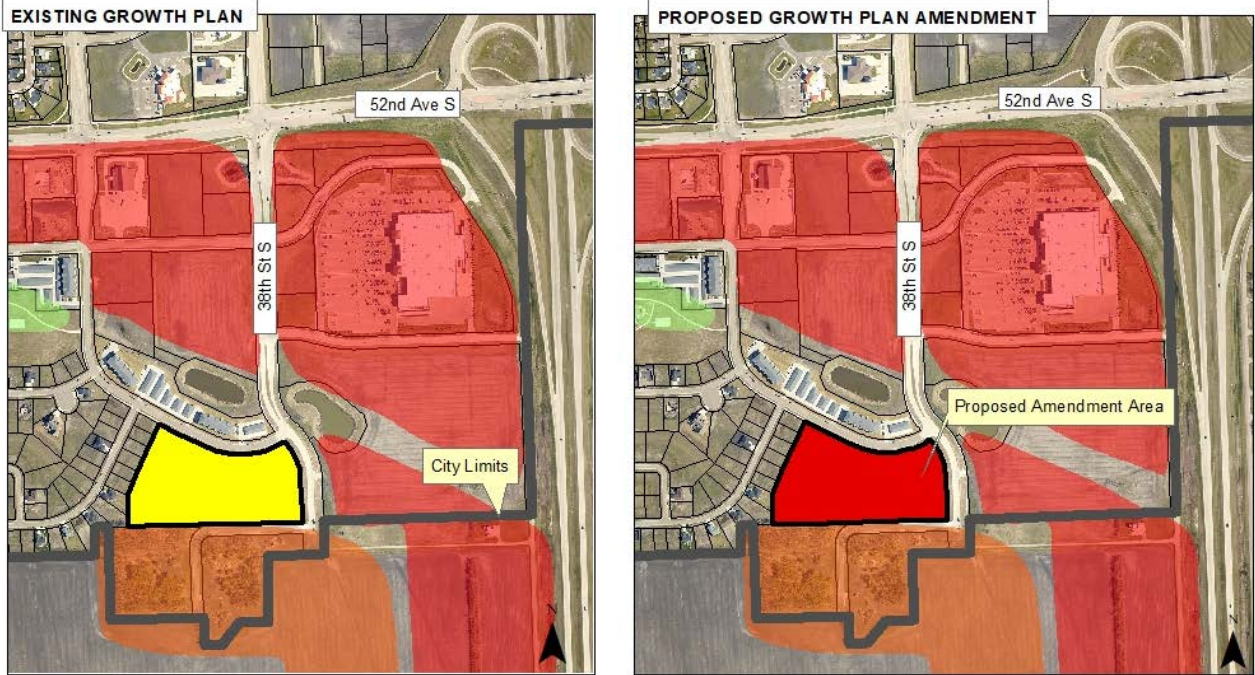 EXISTING GROWTH PLAN
52nd Ave S
38th St S
City Limits
N
PROPOSED GROWTH PLAN AMENDMENT
52nd Ave S
38th St S
Proposed Amendment Area
N